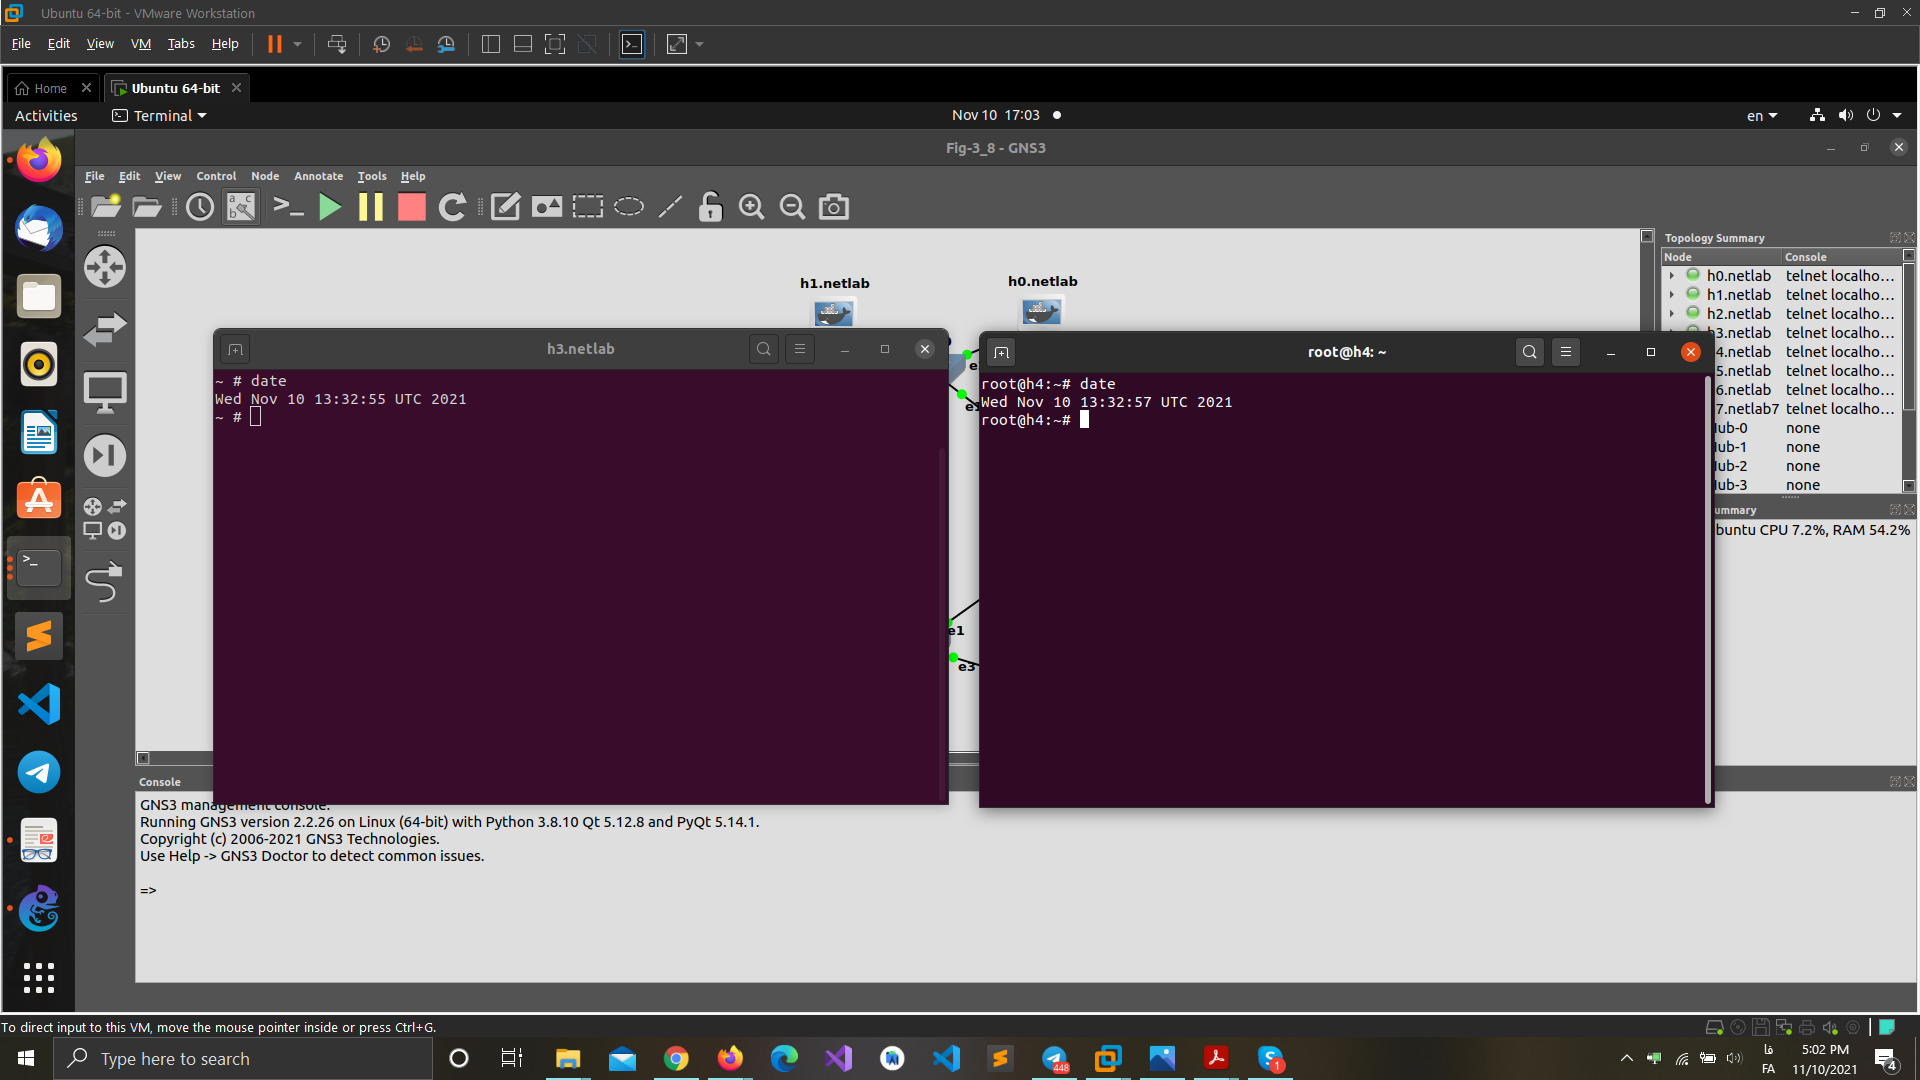 Ubuntu 64-bit - VMware Workstation
File Edit View VM Tabs Help
Home
Ubuntu 64-bit
Activities
Terminal
Nov 10 17:03
en
Fig-3_8 - GNS3
File Edit View Control Node Annotate Tools Help
h1.netlab
h0.netlab
Topology Summary
Node Console
h0.netlab telnet localho...
h1.netlab telnet localho...
h2.netlab telnet localho...
h3.netlab telnet localho...
4.netlab telnet localho...
5.netlab telnet localho...
6.netlab telnet localho...
7.netlab7 telnet localho...
ub-0 none
ub-1 none
ub-2 none
ub-3 none
ummary
buntu CPU 7.2%, RAM 54.2%
h3.netlab
~ # date
Wed Nov 10 13:32:55 UTC 2021
~ #
root@h4: ~
root@h4:~# date
Wed Nov 10 13:32:57 UTC 2021
root@h4:~#
e1
e3
Console
GNS3 management console.
Running GNS3 version 2.2.26 on Linux (64-bit) with Python 3.8.10 Qt 5.12.8 and PyQt 5.14.1.
Copyright (c) 2006-2021 GNS3 Technologies.
Use Help -> GNS3 Doctor to detect common issues.
=>
To direct input to this VM, move the mouse pointer inside or press Ctrl+G.
Type here to search
448
1
فا
FA
5:02 PM
11/10/2021
4